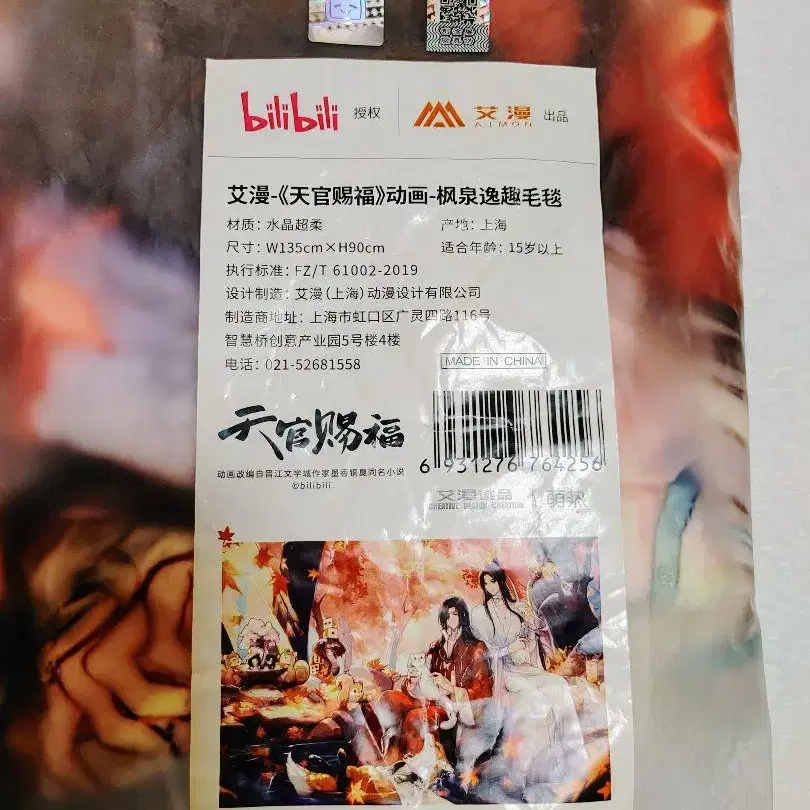 bilibili 授权 艾漫 出品
AIMON
艾漫-《天官赐福》动画-枫泉逸趣毛毯
材质：水晶超柔 产地：上海
尺寸：W135cm×H90cm 适合年龄：15岁以上
执行标准：FZ/T 61002-2019
设计制造：艾漫（上海）动漫设计有限公司
制造商地址：上海市虹口区广灵四路116号
智慧桥创意产业园5号楼4楼
电话：021-52681558
MADE IN CHINA
天官赐福
动画改编自晋江文学城作家墨香铜臭同名小说
©bilibili
6 931276 764256
艾漫诚品
CREATIVE DESIGN CREATION